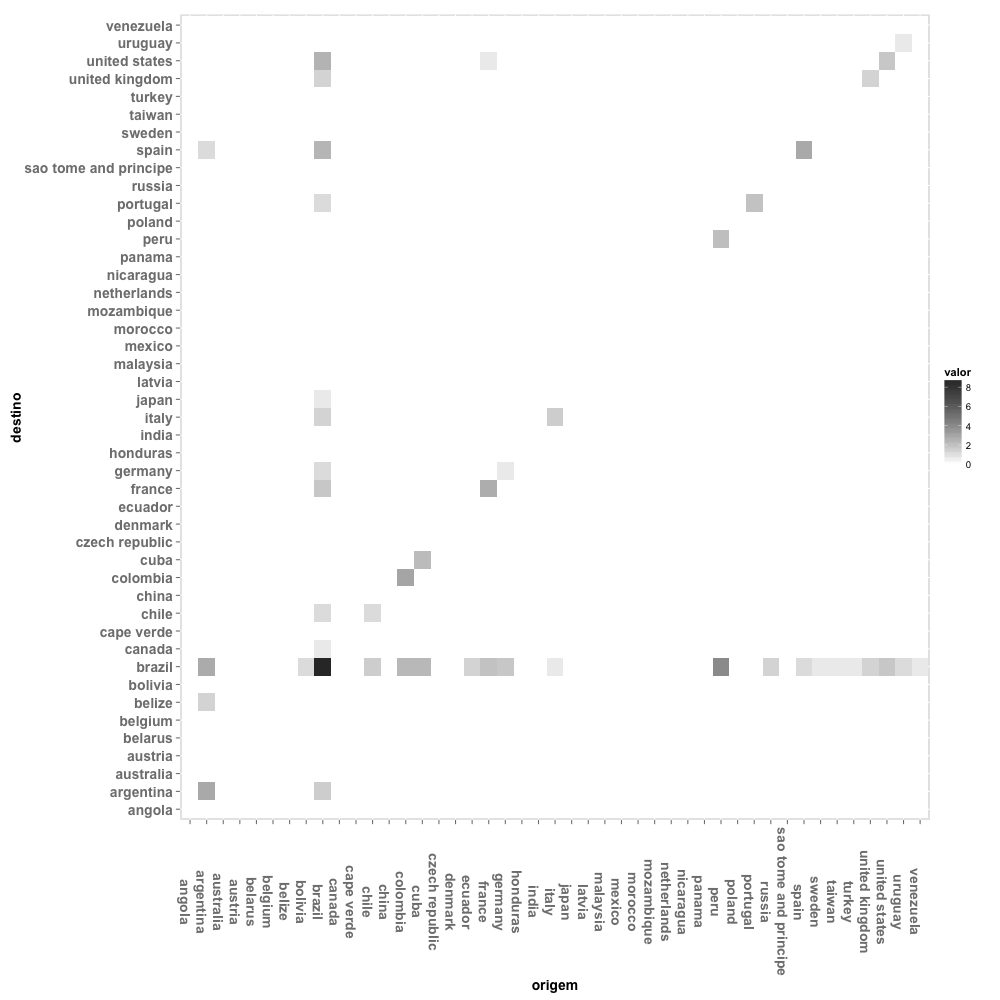 venezuela
uruguay
united states
united kingdom
turkey
taiwan
sweden
spain
sao tome and principe
russia
portugal
poland
peru
panama
nicaragua
netherlands
mozambique
morocco
mexico
malaysia
latvia
japan
italy
india
honduras
germany
france
ecuador
denmark
czech republic
cuba
colombia
china
chile
cape verde
canada
brazil
bolivia
belize
belgium
belarus
austria
australia
argentina
angola
destino
valor
8
6
4
2
0
angola
argentina
australia
austria
belarus
belgium
belize
bolivia
brazil
canada
cape verde
chile
china
colombia
cuba
czech republic
denmark
ecuador
france
germany
honduras
india
italy
japan
latvia
malaysia
mexico
morocco
mozambique
netherlands
nicaragua
panama
peru
poland
portugal
russia
sao tome and principe
spain
sweden
taiwan
turkey
united kingdom
united states
uruguay
venezuela
origem